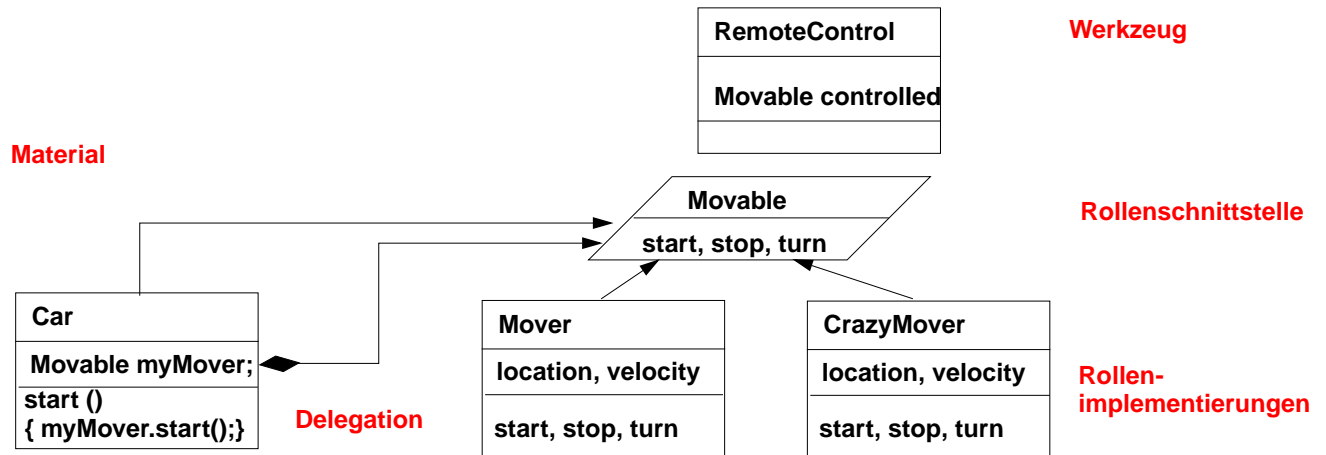 RemoteControl
Werkzeug
Movable controlled
Material
Movable
start, stop, turn
Rollenschnittstelle
Car
Movable myMover;
start ()
{ myMover.start();}
Delegation
Mover
location, velocity
start, stop, turn
CrazyMover
location, velocity
start, stop, turn
Rollen-
implementierungen